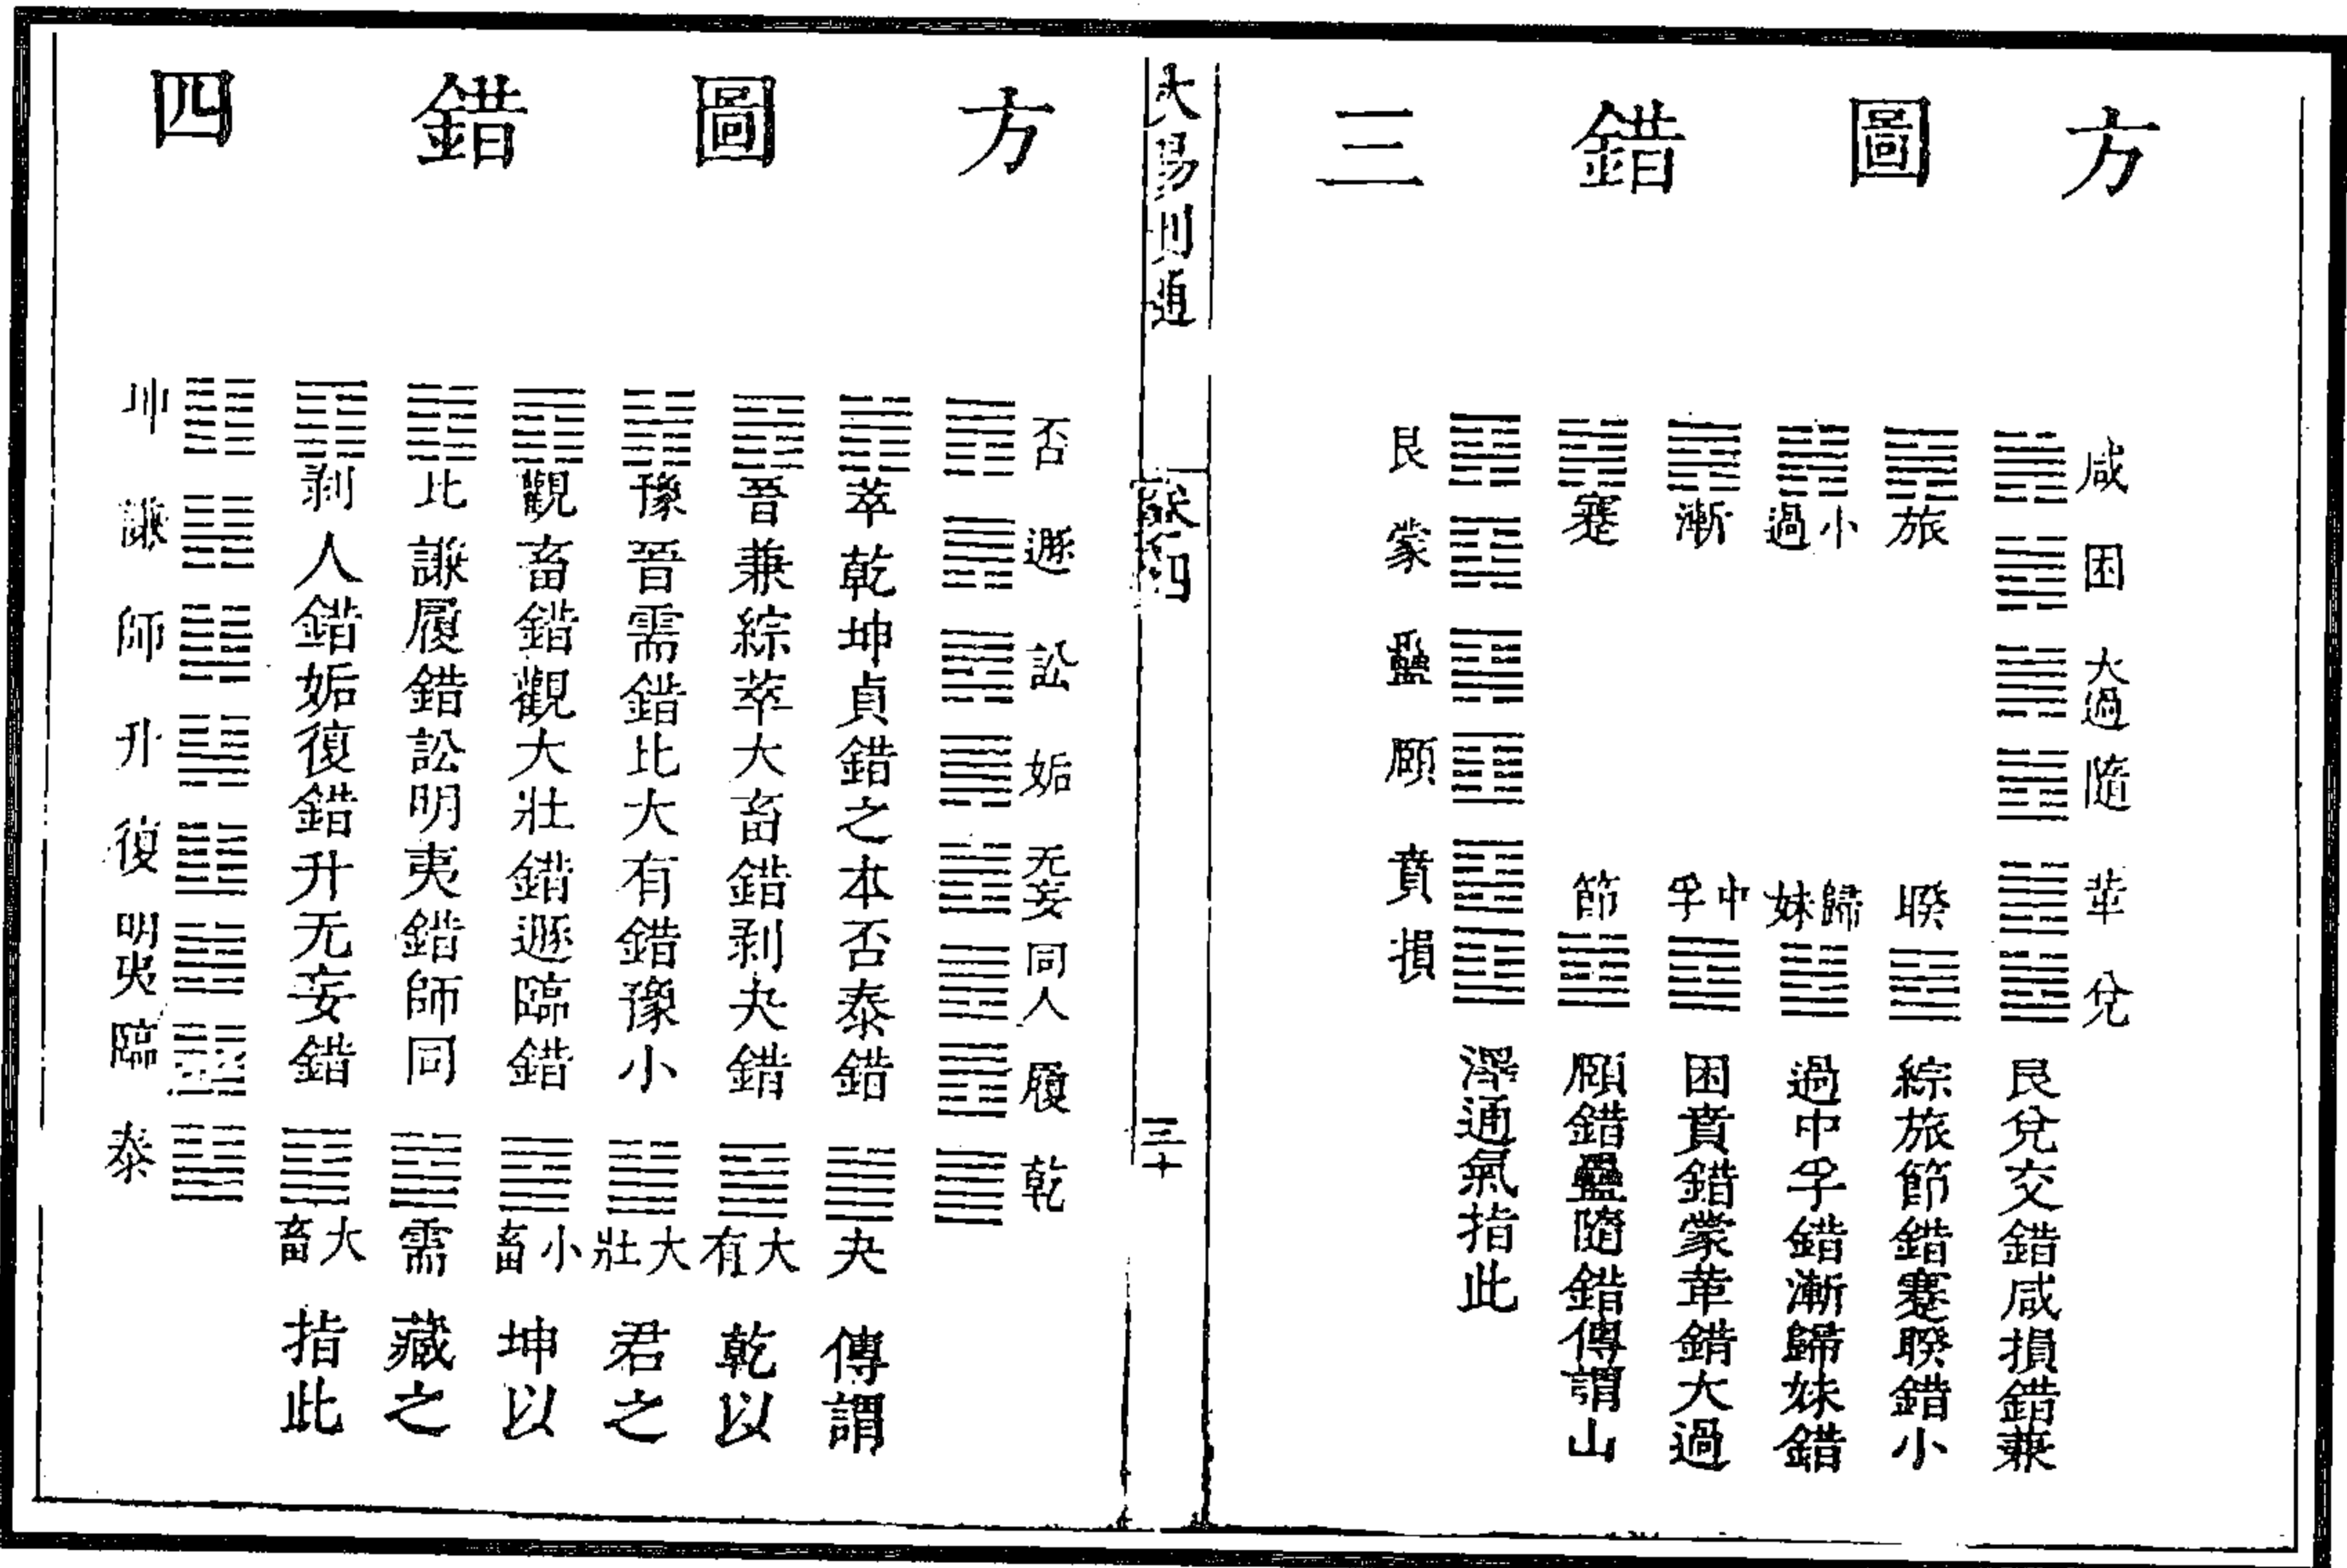 方圖錯三
咸 困 大過 隨 革 兌
艮兌交錯咸損錯兼
旅 睽
綜旅節錯蹇睽錯小
小過 歸妹
過中孚錯漸歸妹錯
漸 中孚
困賁錯蒙革錯大過
蹇 節
頤錯蠱隨錯傳謂山
澤通氣指此
艮 蒙 蠱 頤 賁 損
大易則通
卷四
三十
方圖錯四
否 遯 訟 姤 无妄 同人 履 乾
萃 乾坤貞錯之本否泰錯 夬 傳謂
晉 兼綜萃大畜錯剥夬錯 大有 乾以
豫 晉需錯比大有錯豫小 大壯 君之
觀 畜錯觀大壯錯遯臨錯 小畜 坤以
比 謙履錯訟明夷錯師同 需 藏之
剥 人錯姤復錯升无妄錯 大畜 指此
坤 謙 師 升 復 明夷 臨 泰